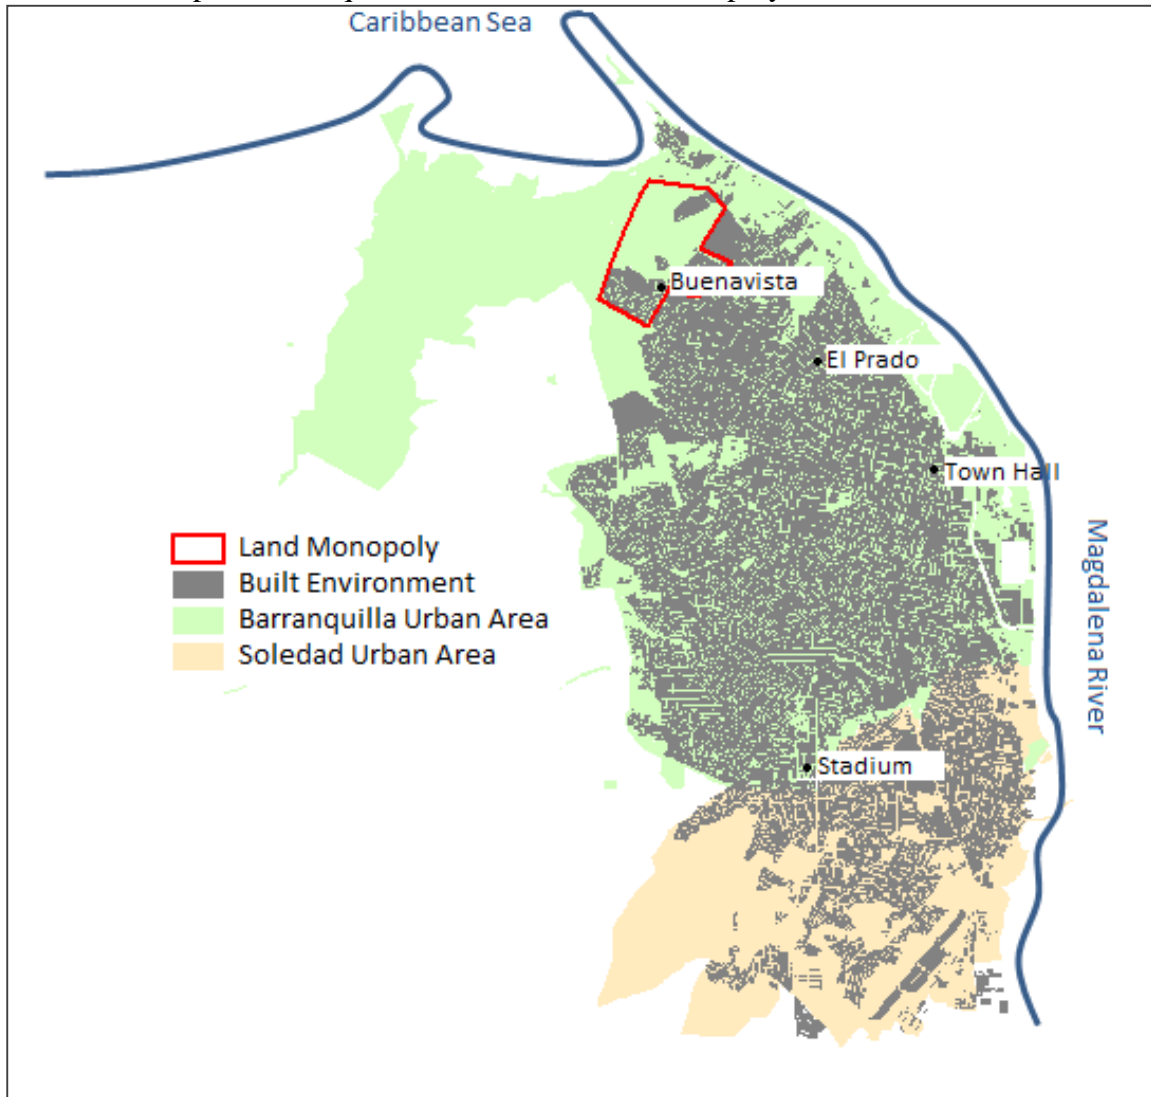 Caribbean Sea
Buenavista
El Prado
Town Hall
Land Monopoly
Built Environment
Barranquilla Urban Area
Soledad Urban Area
Magdalena River
Stadium